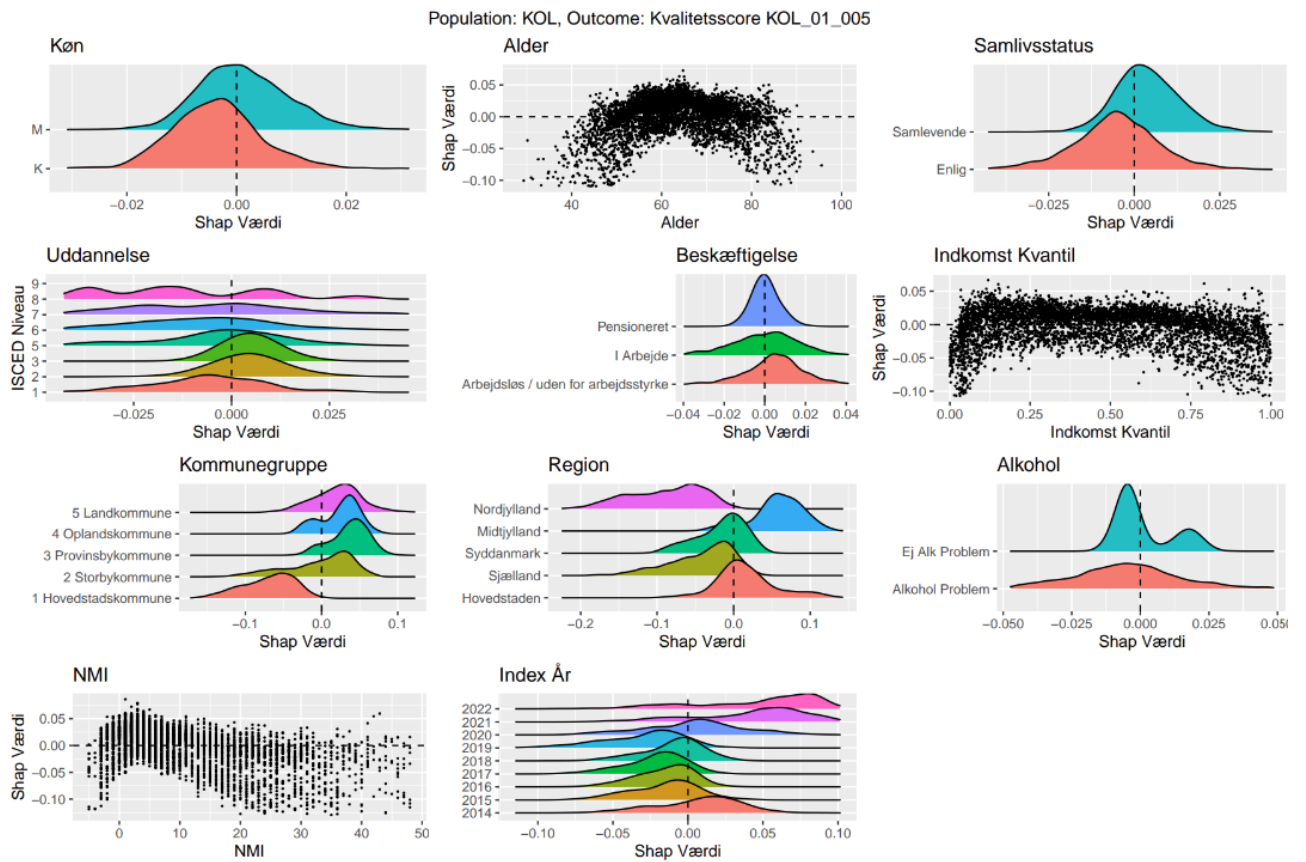 Population: KOL, Outcome: Kvalitetsscore KOL_01_005
Køn
M
K
−0.02 0.00 0.02
Shap Værdi
Alder
Shap Værdi
0.05
0.00
−0.05
−0.10
40 60 80 100
Alder
Samlivsstatus
Samlevende
Enlig
−0.025 0.000 0.025
Shap Værdi
Uddannelse
ISCED Niveau
9
8
7
6
5
3
2
1
−0.025 0.000 0.025
Shap Værdi
Beskæftigelse
Pensioneret
I Arbejde
Arbejdsløs / uden for arbejdsstyrke
−0.04 −0.02 0.00 0.02 0.04
Shap Værdi
Indkomst Kvantil
Shap Værdi
0.05
0.00
−0.05
−0.10
0.00 0.25 0.50 0.75 1.00
Indkomst Kvantil
Kommunegruppe
5 Landkommune
4 Oplandskommune
3 Provinsbykommune
2 Storbykommune
1 Hovedstadskommune
−0.1 0.0 0.1
Shap Værdi
Region
Nordjylland
Midtjylland
Syddanmark
Sjælland
Hovedstaden
−0.2 −0.1 0.0 0.1
Shap Værdi
Alkohol
Ej Alk Problem
Alkohol Problem
−0.050 −0.025 0.000 0.025 0.050
Shap Værdi
NMI
Shap Værdi
0.05
0.00
−0.05
−0.10
0 10 20 30 40 50
NMI
Index År
2022
2021
2020
2019
2018
2017
2016
2015
2014
−0.10 −0.05 0.00 0.05 0.10
Shap Værdi